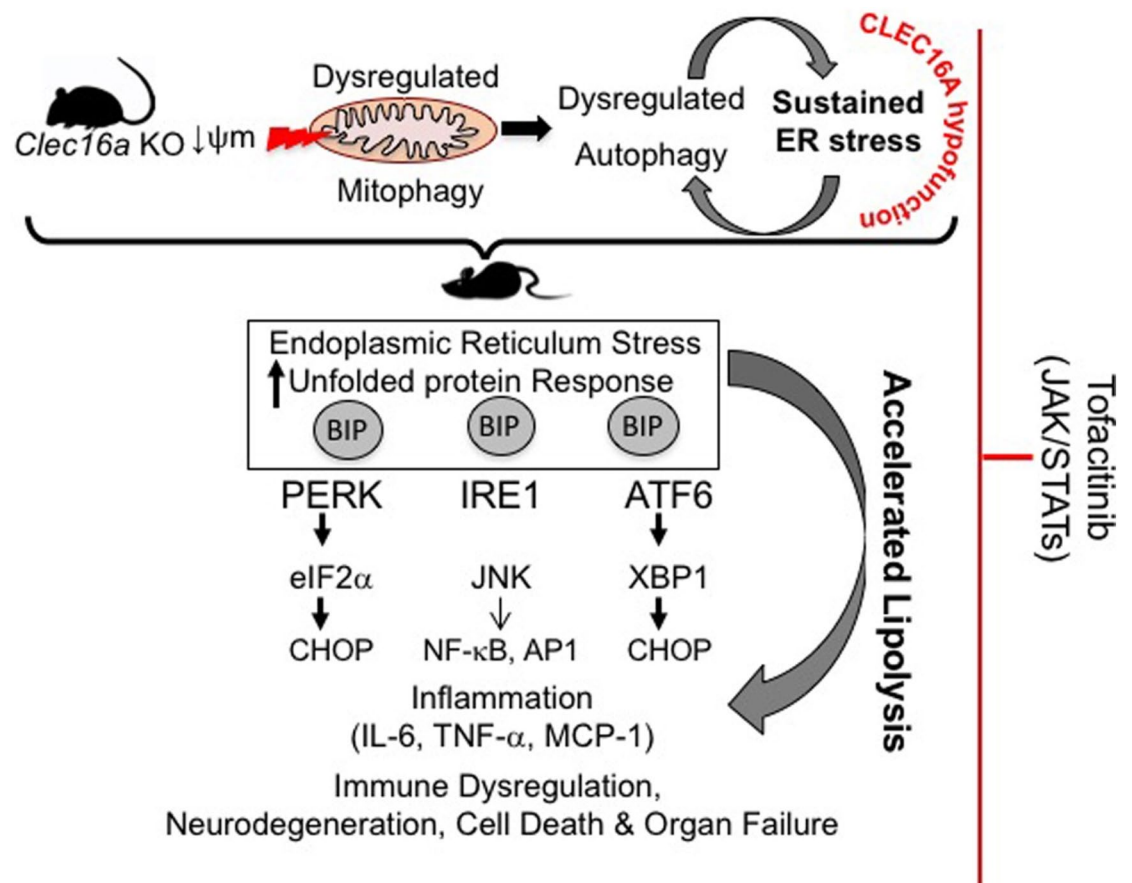 Dysregulated
Clec16a KO ↓ψm
Mitophagy
Dysregulated
Autophagy
Sustained
ER stress
CLEC16A hypofunction
Endoplasmic Reticulum Stress
↑Unfolded protein Response
BIP BIP BIP
PERK IRE1 ATF6
eIF2α JNK XBP1
CHOP NF-κB, AP1 CHOP
Inflammation
(IL-6, TNF-α, MCP-1)
Immune Dysregulation,
Neurodegeneration, Cell Death & Organ Failure
Accelerated Lipolysis
Tofacitinib
(JAK/STATs)